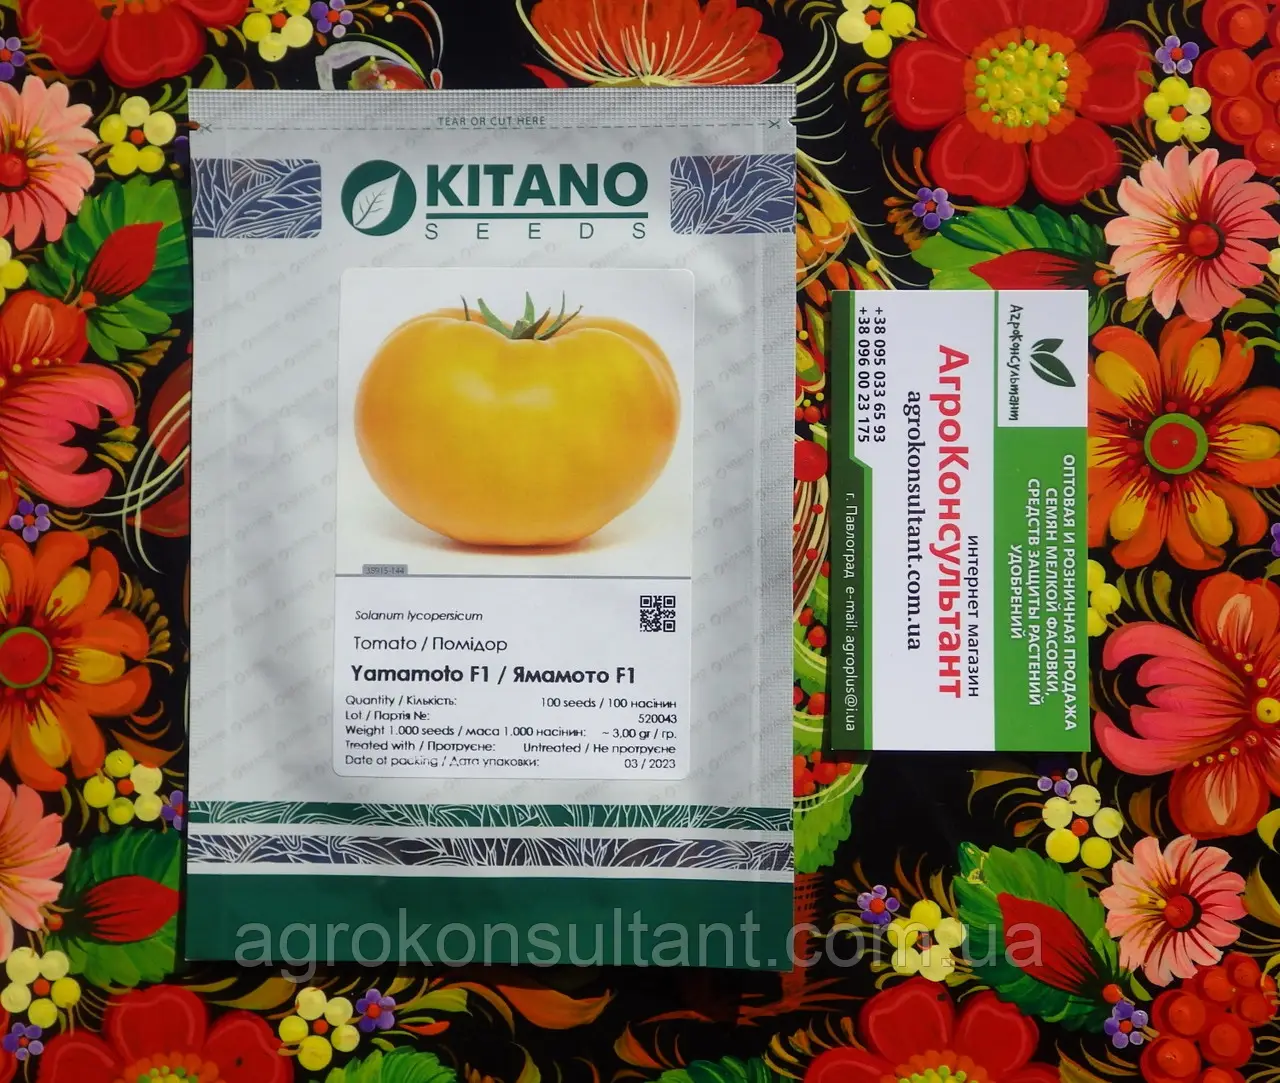 TEAR OR CUT HERE
KITANO
SEEDS
38915-144
Solanum lycopersicum
Tomato / Помідор
Yamamoto F1 / Ямамото F1
Quantity / Кількість: 100 seeds / 100 насінин
Lot / Партія №: 520043
Weight 1.000 seeds / маса 1.000 насінин: ~ 3,00 gr / гр.
Treated with / Протруєне: Untreated / Не протруєне
Date of packing / Дата упаковки: 03 / 2023
АгроКонсультант
ОПТОВАЯ И РОЗНИЧНАЯ ПРОДАЖА
СЕМЯН МЕЛКОЙ ФАСОВКИ,
СРЕДСТВ ЗАЩИТЫ РАСТЕНИЙ
УДОБРЕНИЙ
интернет магазин
АгроКонсультант
agrokonsultant.com.ua
+38 095 033 65 93
+38 096 00 23 175
г. Павлоград e-mail: agroplus@i.ua
agrokonsultant.com.ua